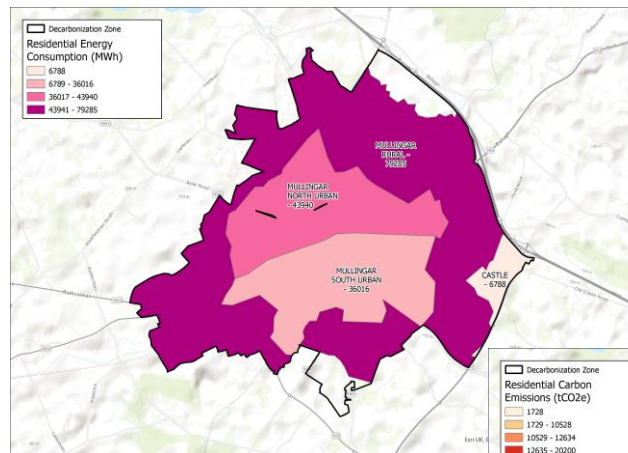 Decarbonization Zone
Residential Energy
Consumption (MWh)
6788
6789 - 36016
36017 - 43940
43941 - 79285
MULLINGAR
RURAL -
79285
MULLINGAR
NORTH URBAN
- 43940
MULLINGAR
SOUTH URBAN
- 36016
CASTLE
- 6788
Decarbonization Zone
Residential Carbon
Emissions (tCO2e)
1728
1729 - 10528
10529 - 12634
12635 - 20200
Esri UK, E